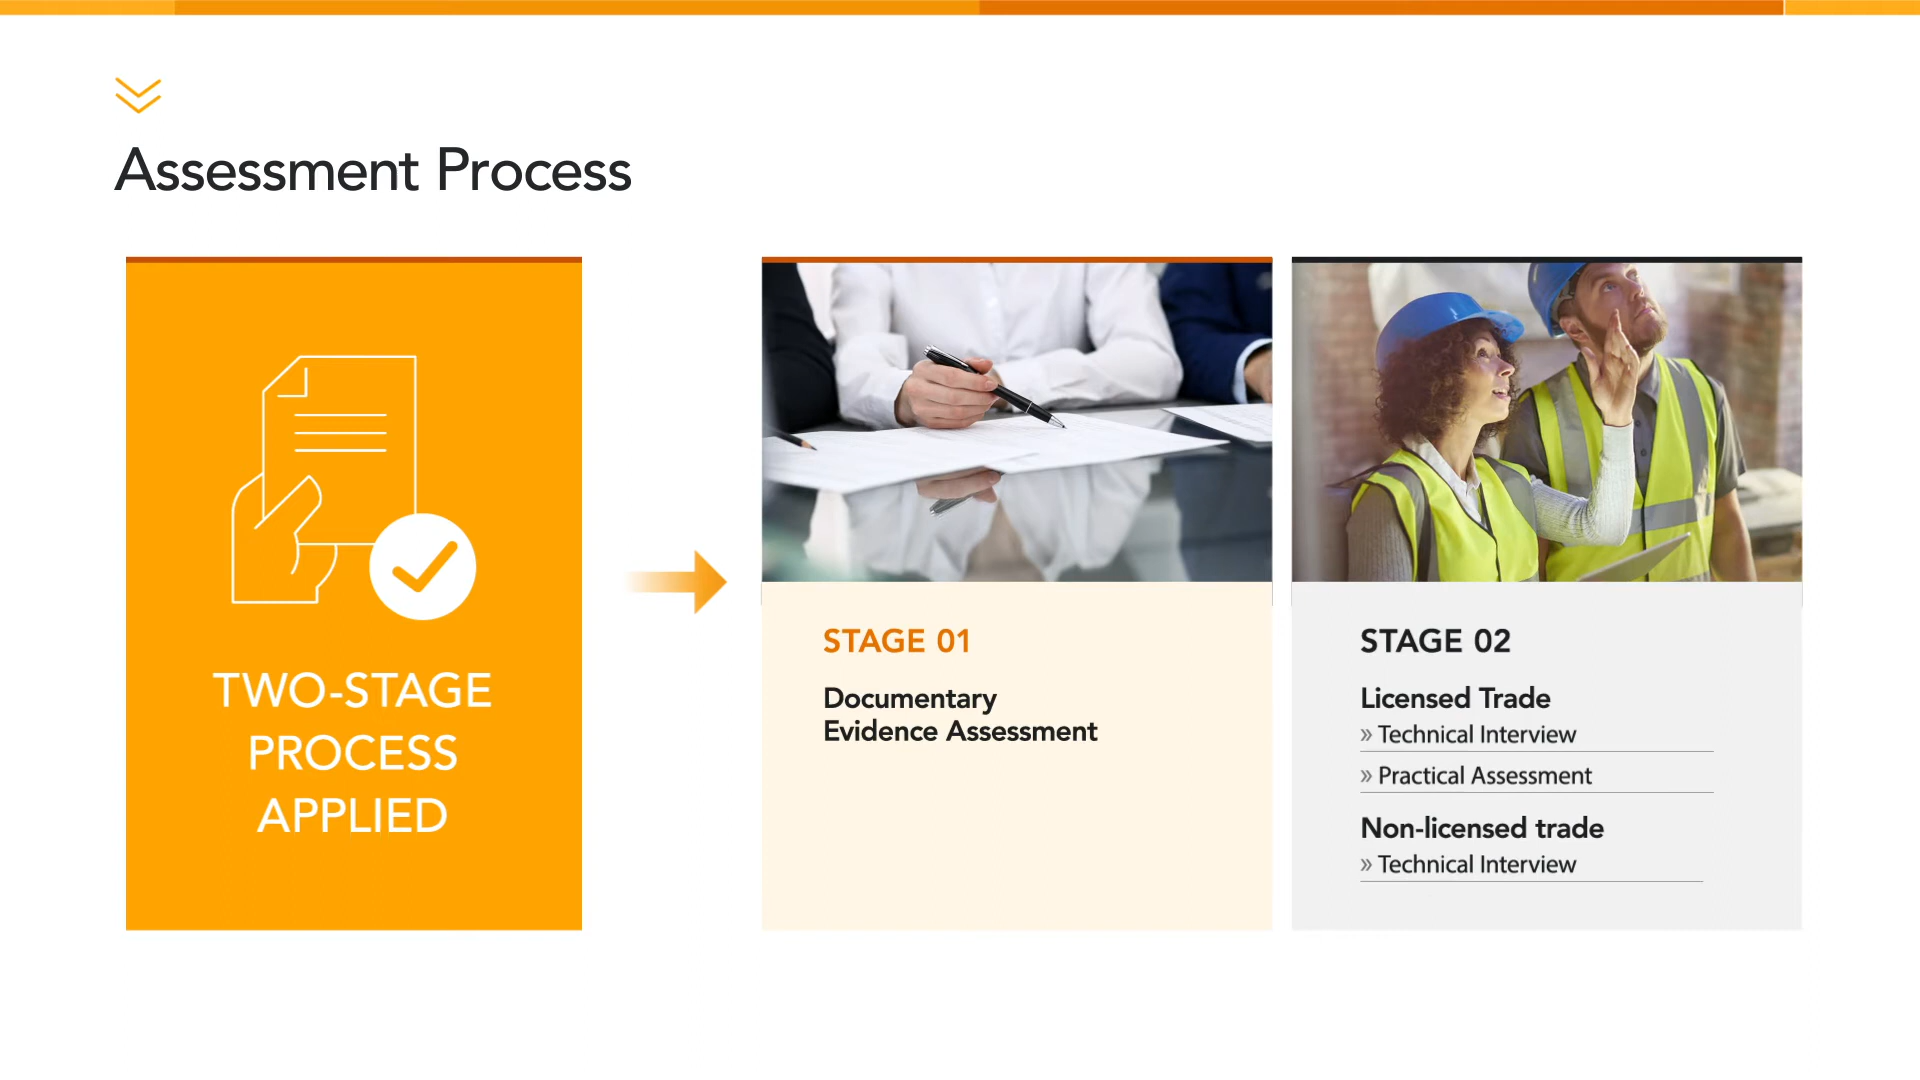 Assessment Process
TWO-STAGE
PROCESS
APPLIED
STAGE 01
Documentary
Evidence Assessment
STAGE 02
Licensed Trade
» Technical Interview
» Practical Assessment
Non-licensed trade
» Technical Interview